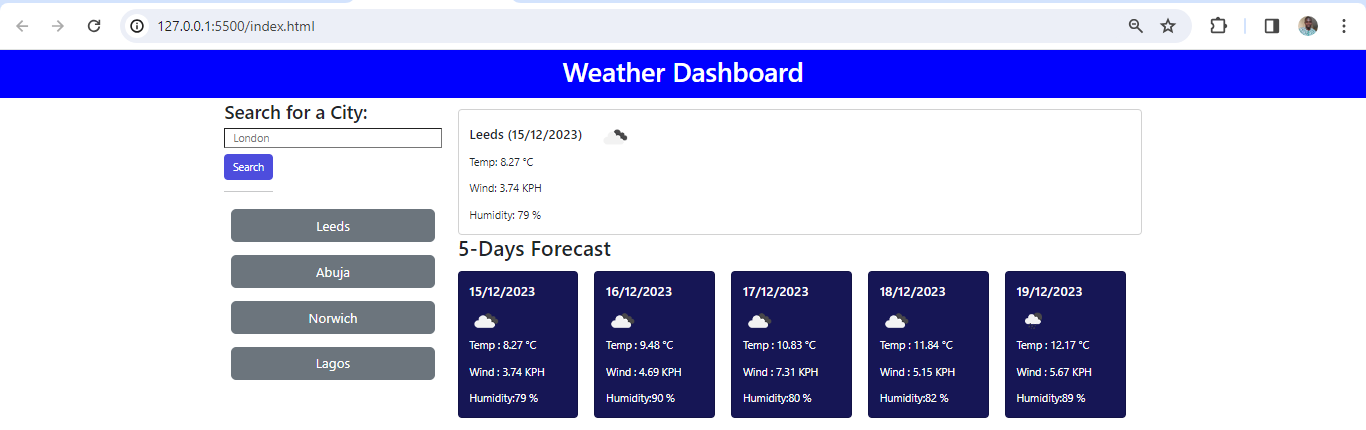 127.0.0.1:5500/index.html
Weather Dashboard
Search for a City:
London
Search
Leeds
Abuja
Norwich
Lagos
Leeds (15/12/2023)
Temp: 8.27 °C
Wind: 3.74 KPH
Humidity: 79 %
5-Days Forecast
15/12/2023
Temp : 8.27 °C
Wind : 3.74 KPH
Humidity:79 %
16/12/2023
Temp : 9.48 °C
Wind : 4.69 KPH
Humidity:90 %
17/12/2023
Temp : 10.83 °C
Wind : 7.31 KPH
Humidity:80 %
18/12/2023
Temp : 11.84 °C
Wind : 5.15 KPH
Humidity:82 %
19/12/2023
Temp : 12.17 °C
Wind : 5.67 KPH
Humidity:89 %